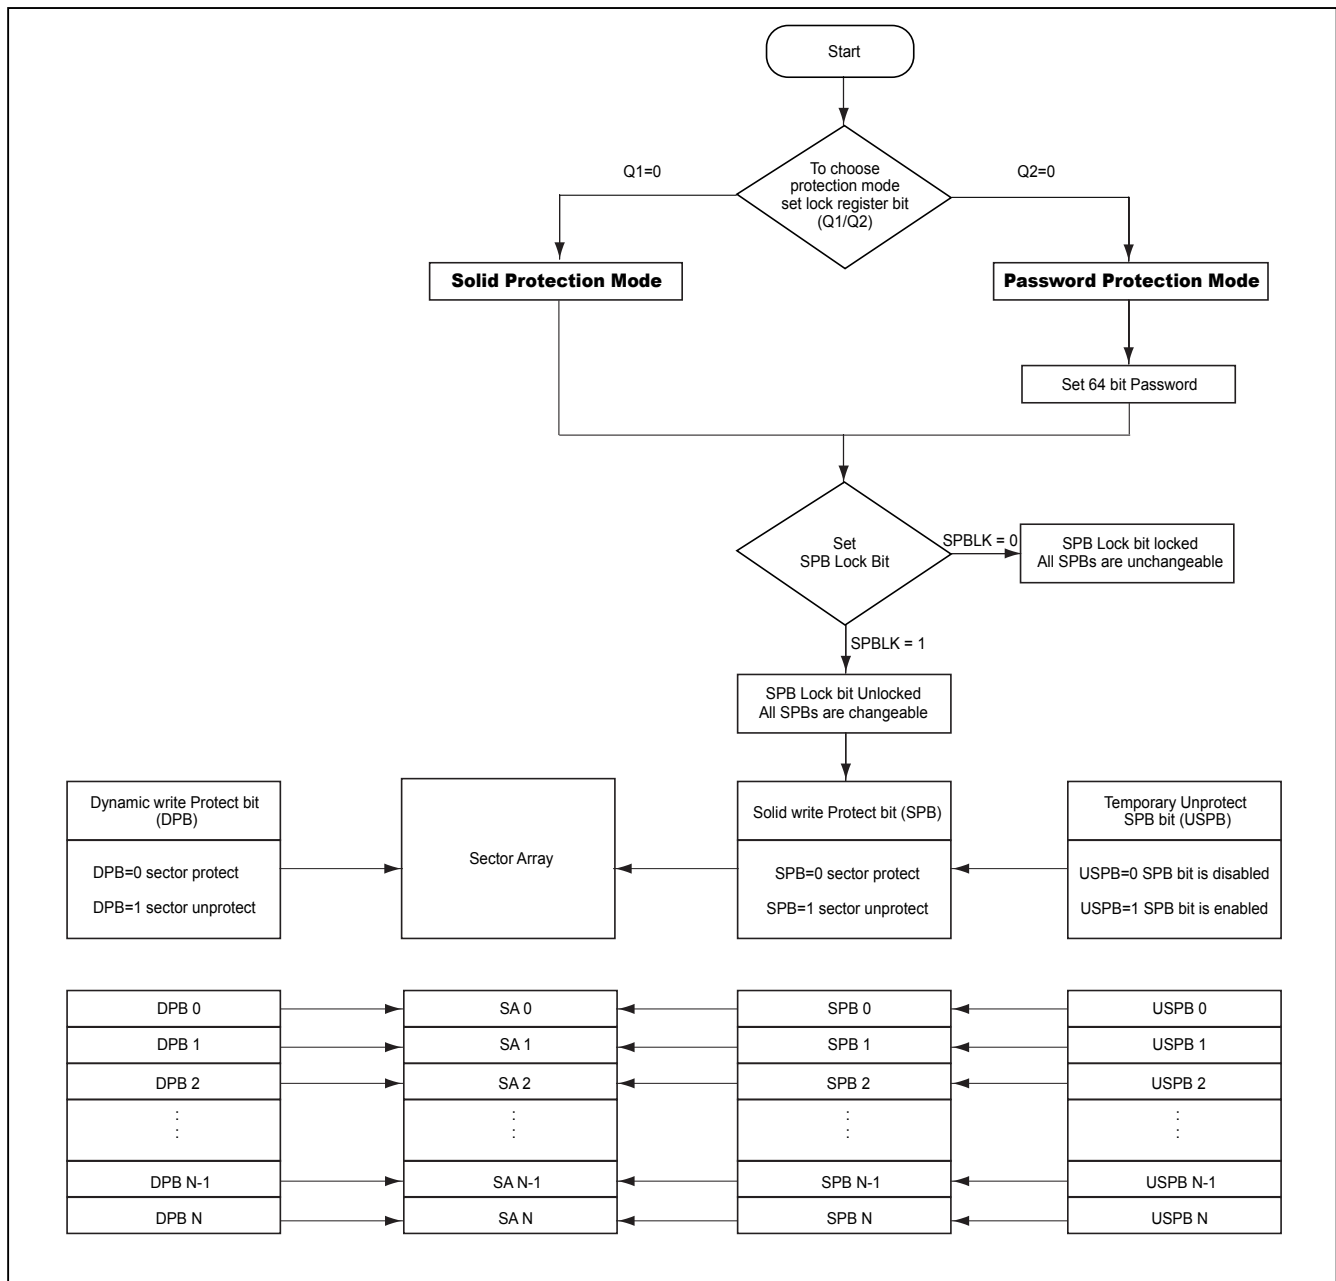 Start
To choose
protection mode
set lock register bit
(Q1/Q2)
Q1=0
Q2=0
Solid Protection Mode
Password Protection Mode
Set 64 bit Password
Set
SPB Lock Bit
SPBLK = 0
SPB Lock bit locked
All SPBs are unchangeable
SPBLK = 1
SPB Lock bit Unlocked
All SPBs are changeable
Dynamic write Protect bit
(DPB)
DPB=0 sector protect
DPB=1 sector unprotect
Sector Array
Solid write Protect bit (SPB)
SPB=0 sector protect
SPB=1 sector unprotect
Temporary Unprotect
SPB bit (USPB)
USPB=0 SPB bit is disabled
USPB=1 SPB bit is enabled
DPB 0
SA 0
SPB 0
USPB 0
DPB 1
SA 1
SPB 1
USPB 1
DPB 2
SA 2
SPB 2
USPB 2
DPB N-1
SA N-1
SPB N-1
USPB N-1
DPB N
SA N
SPB N
USPB N